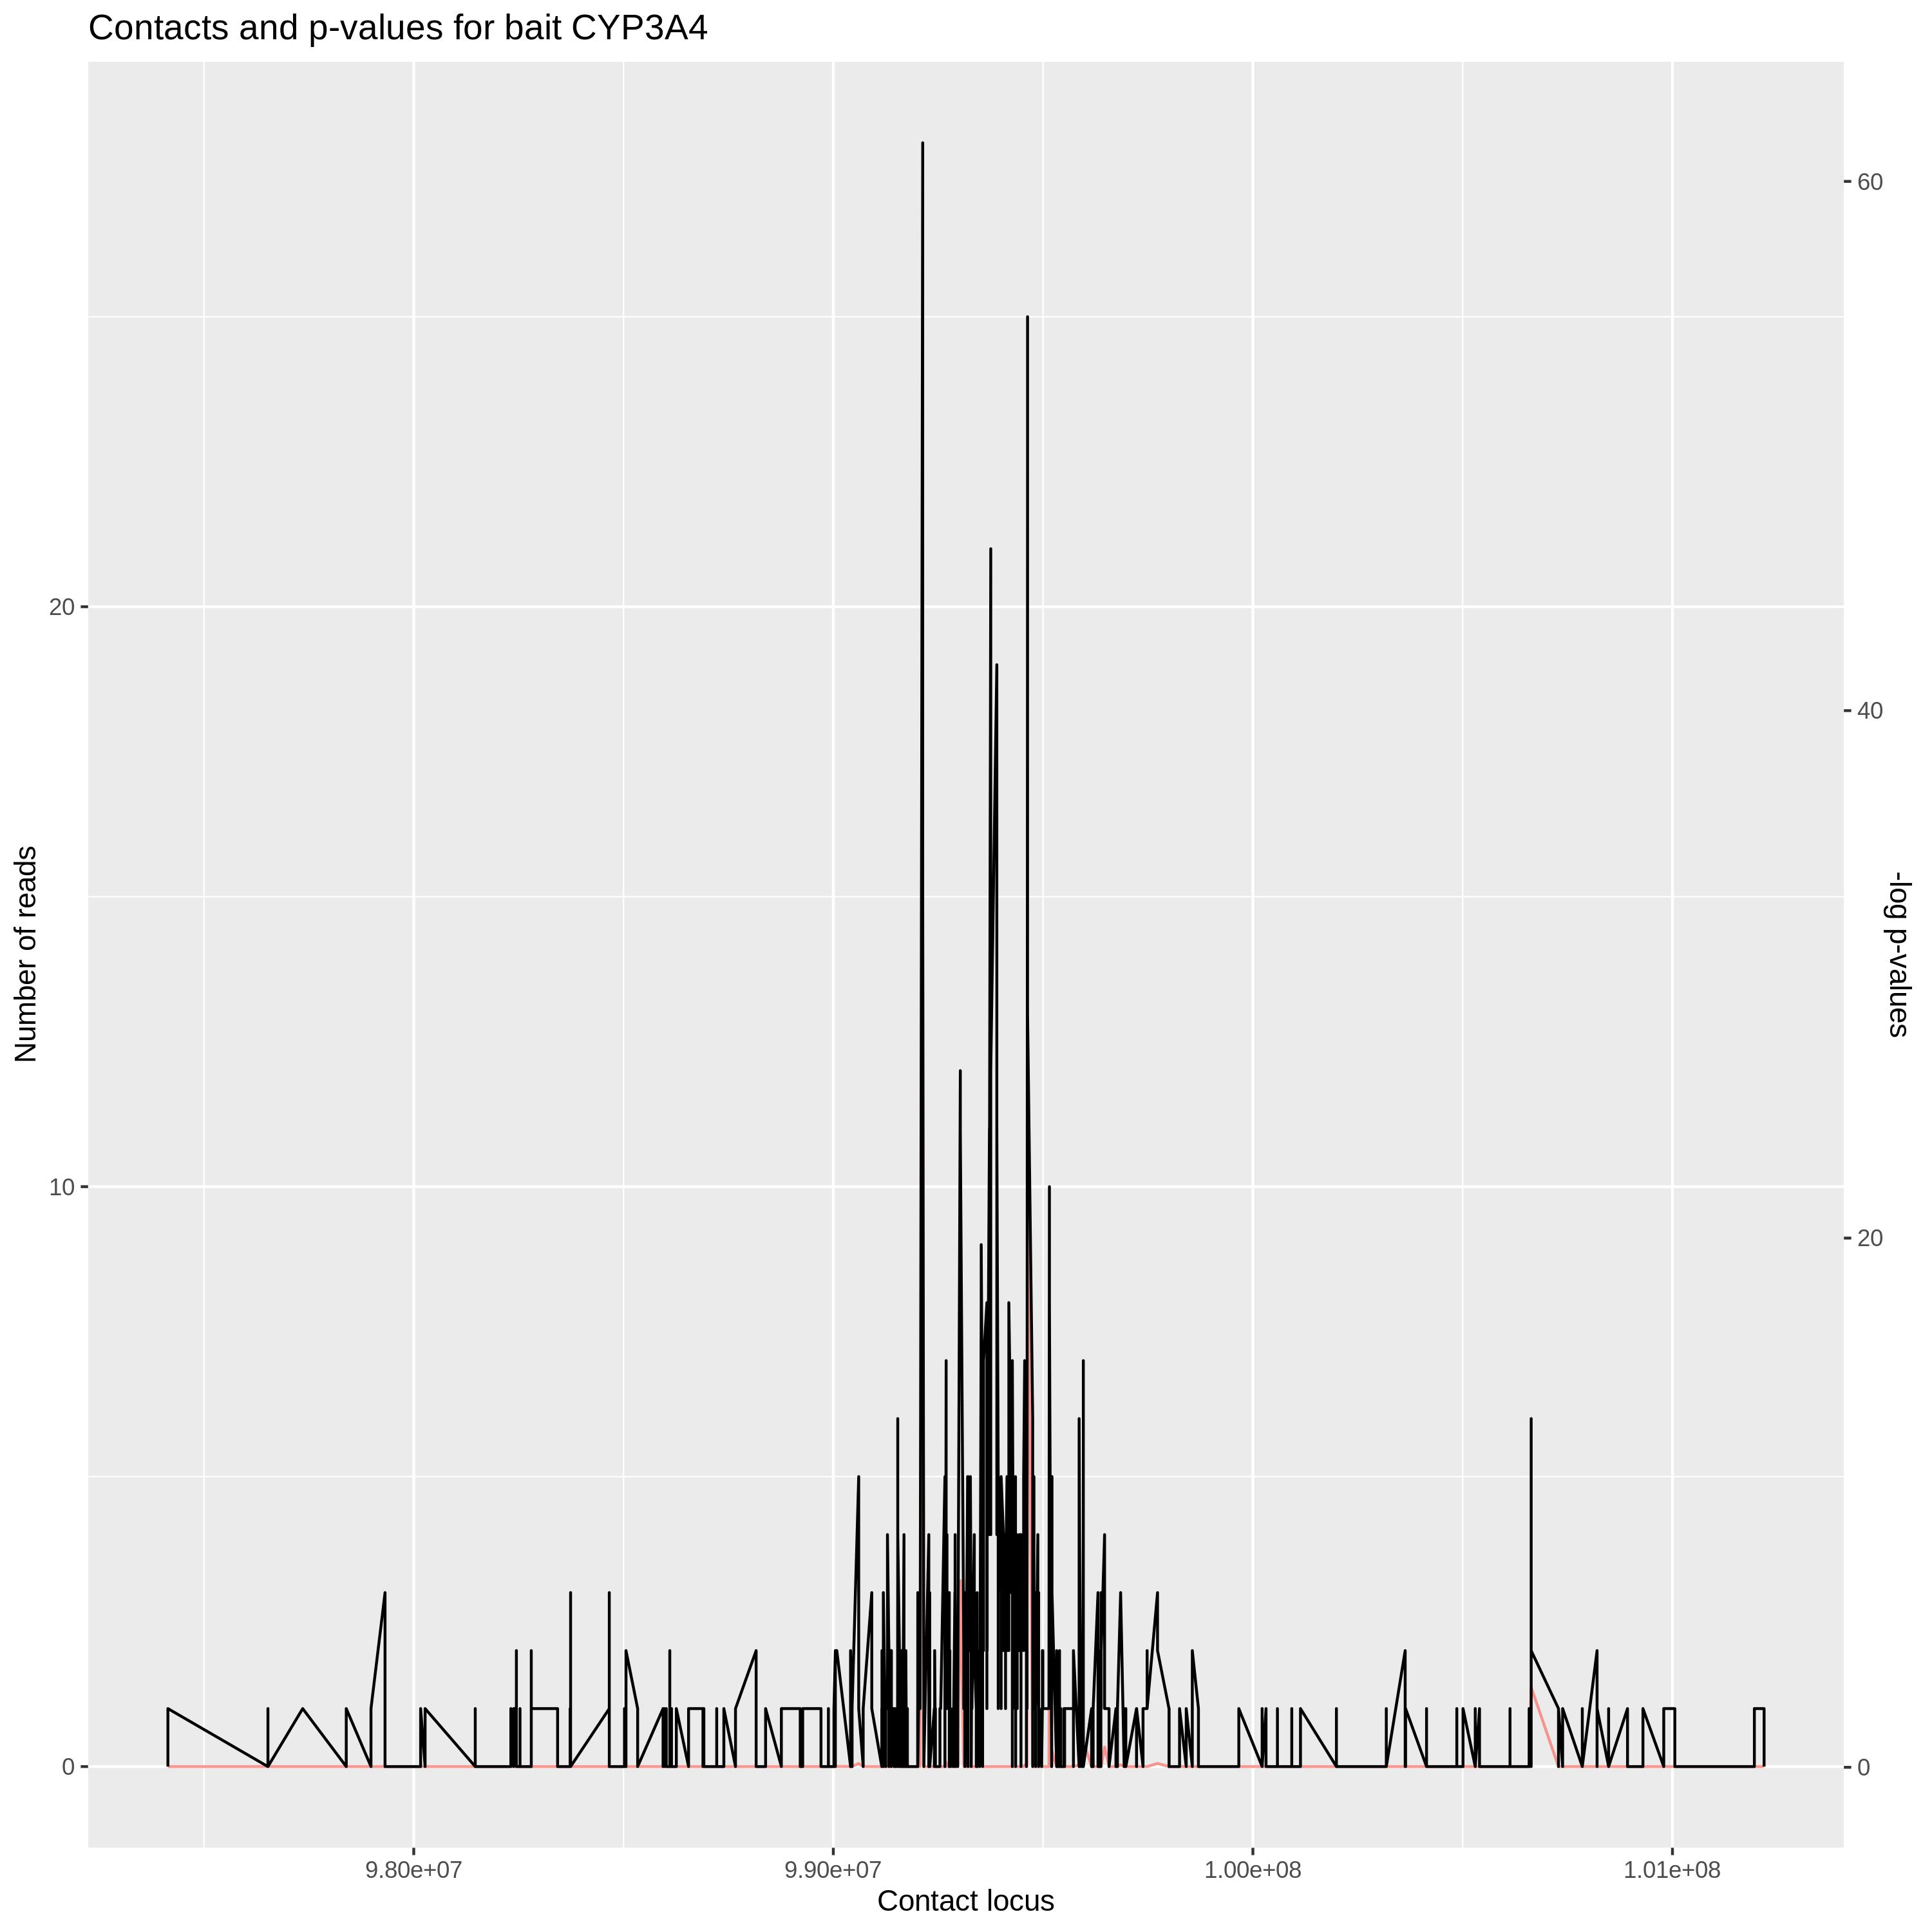 Contacts and p-values for bait CYP3A4
Number of reads
20
10
0
60
40
20
0
-log p-values
9.80e+07
9.90e+07
1.00e+08
1.01e+08
Contact locus